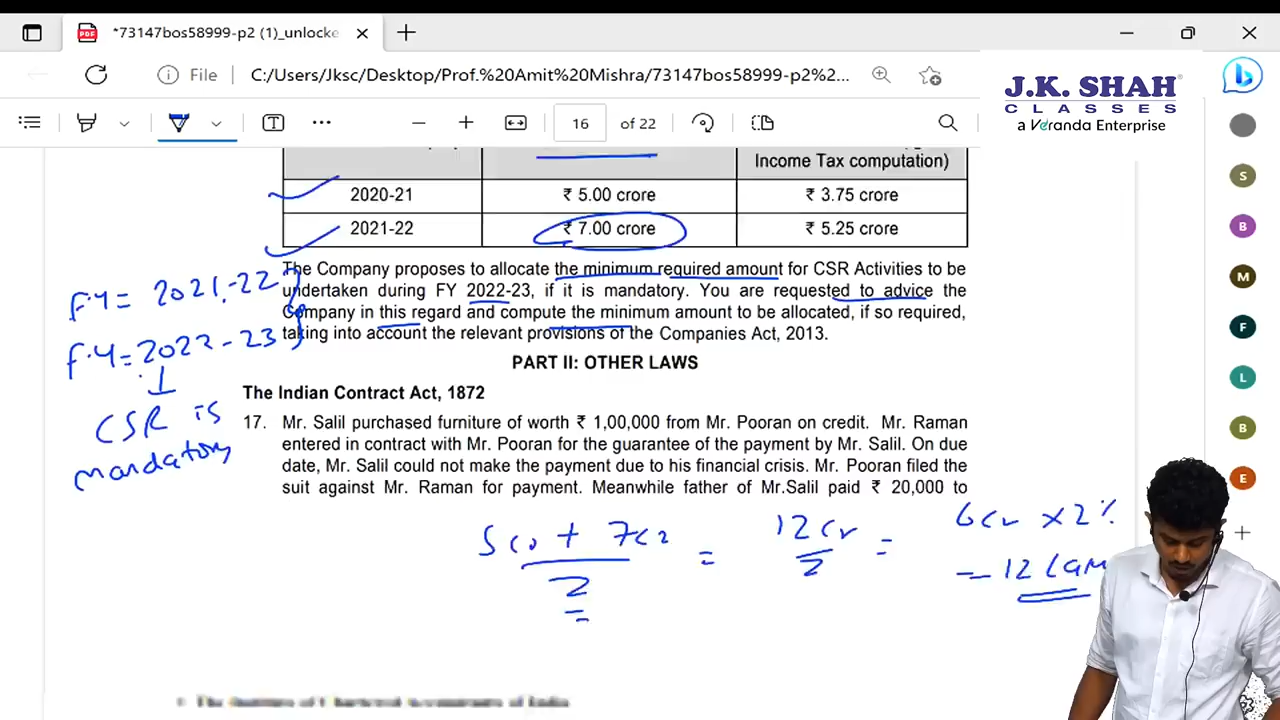 *73147bos58999-p2 (1)_unlocke
File
C:/Users/Jksc/Desktop/Prof.%20Amit%20Mishra/73147bos58999-p2%2...
J.K. SHAH
CLASSES
a Veranda Enterprise
16 of 22
Income Tax computation)
2020-21 ₹ 5.00 crore ₹ 3.75 crore
2021-22 ₹ 7.00 crore ₹ 5.25 crore
The Company proposes to allocate the minimum required amount for CSR Activities to be
undertaken during FY 2022-23, if it is mandatory. You are requested to advice the
Company in this regard and compute the minimum amount to be allocated, if so required,
taking into account the relevant provisions of the Companies Act, 2013.
F.Y = 2021-22
F.Y = 2022-23
CSR is
mandatory
PART II: OTHER LAWS
The Indian Contract Act, 1872
17. Mr. Salil purchased furniture of worth ₹ 1,00,000 from Mr. Pooran on credit. Mr. Raman
entered in contract with Mr. Pooran for the guarantee of the payment by Mr. Salil. On due
date, Mr. Salil could not make the payment due to his financial crisis. Mr. Pooran filed the
suit against Mr. Raman for payment. Meanwhile father of Mr.Salil paid ₹ 20,000 to
5cr + 7cr = 12Cr = 6Cr x 2%
2 2 = 12
The Institute of Chartered Accountants of India
S
B
M
F
L
B
E